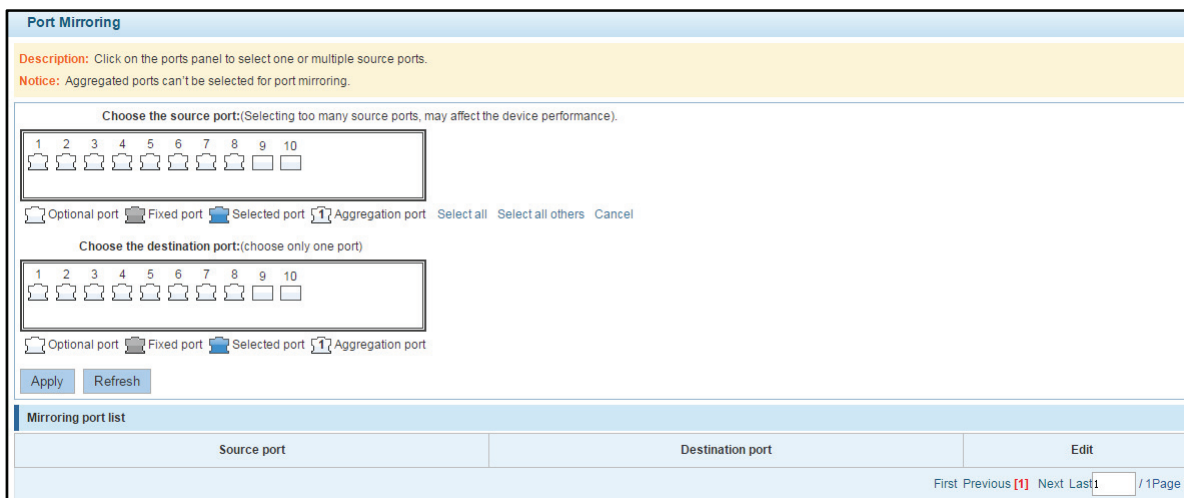 Port Mirroring
Description: Click on the ports panel to select one or multiple source ports.
Notice: Aggregated ports can't be selected for port mirroring.
Choose the source port:(Selecting too many source ports, may affect the device performance).
1 2 3 4 5 6 7 8 9 10
Optional port Fixed port Selected port 1 Aggregation port Select all Select all others Cancel
Choose the destination port:(choose only one port)
1 2 3 4 5 6 7 8 9 10
Optional port Fixed port Selected port 1 Aggregation port
Apply Refresh
Mirroring port list
Source port Destination port Edit
First Previous [1] Next Last 1 / 1Page